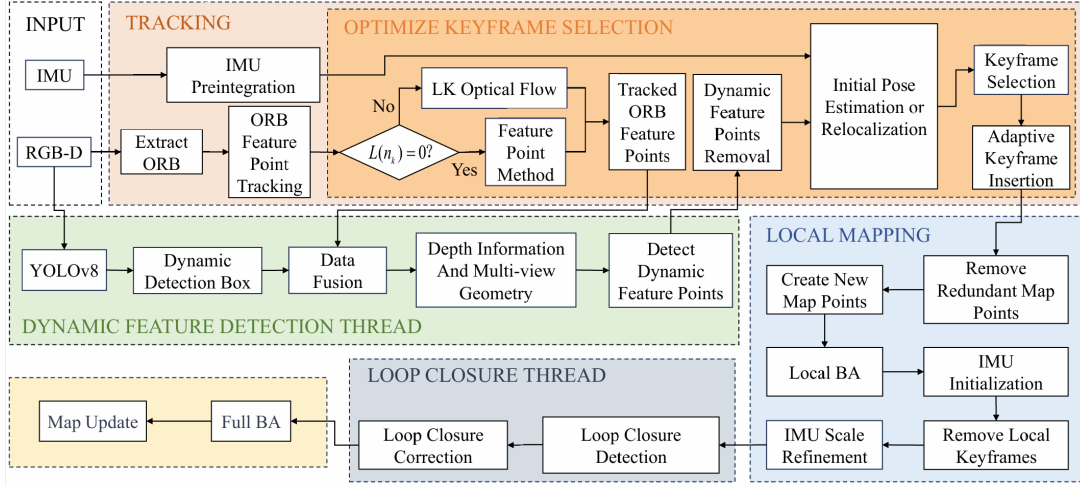 INPUT
IMU
RGB-D
TRACKING
IMU
Preintegration
Extract
ORB
ORB
Feature
Point
Tracking
OPTIMIZE KEYFRAME SELECTION
L(nₖ)=0?
No
Yes
LK Optical Flow
Feature
Point
Method
Tracked
ORB
Feature
Points
Dynamic
Feature
Points
Removal
Initial Pose
Estimation or
Relocalization
Keyframe
Selection
Adaptive
Keyframe
Insertion
YOLOv8
Dynamic
Detection Box
Data
Fusion
Depth Information
And Multi-view
Geometry
Detect
Dynamic
Feature Points
DYNAMIC FEATURE DETECTION THREAD
LOCAL MAPPING
Remove
Redundant Map
Points
Create New
Map Points
Local BA
IMU
Initialization
Remove Local
Keyframes
IMU Scale
Refinement
LOOP CLOSURE THREAD
Loop Closure
Detection
Loop Closure
Correction
Full BA
Map Update